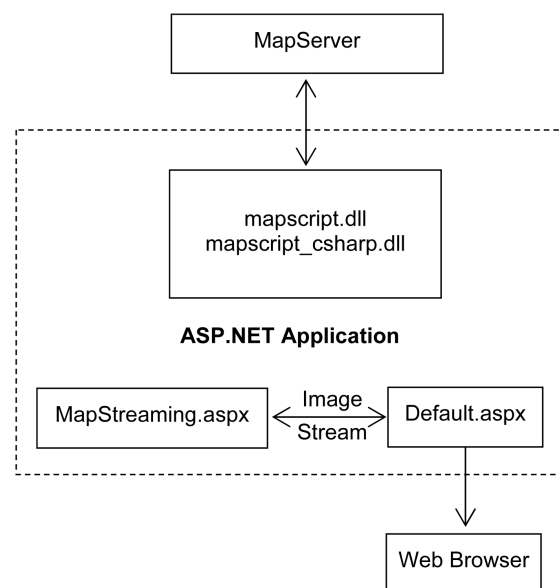 MapServer
mapscript.dll
mapscript_csharp.dll
ASP.NET Application
MapStreaming.aspx
Image
Stream
Default.aspx
Web Browser